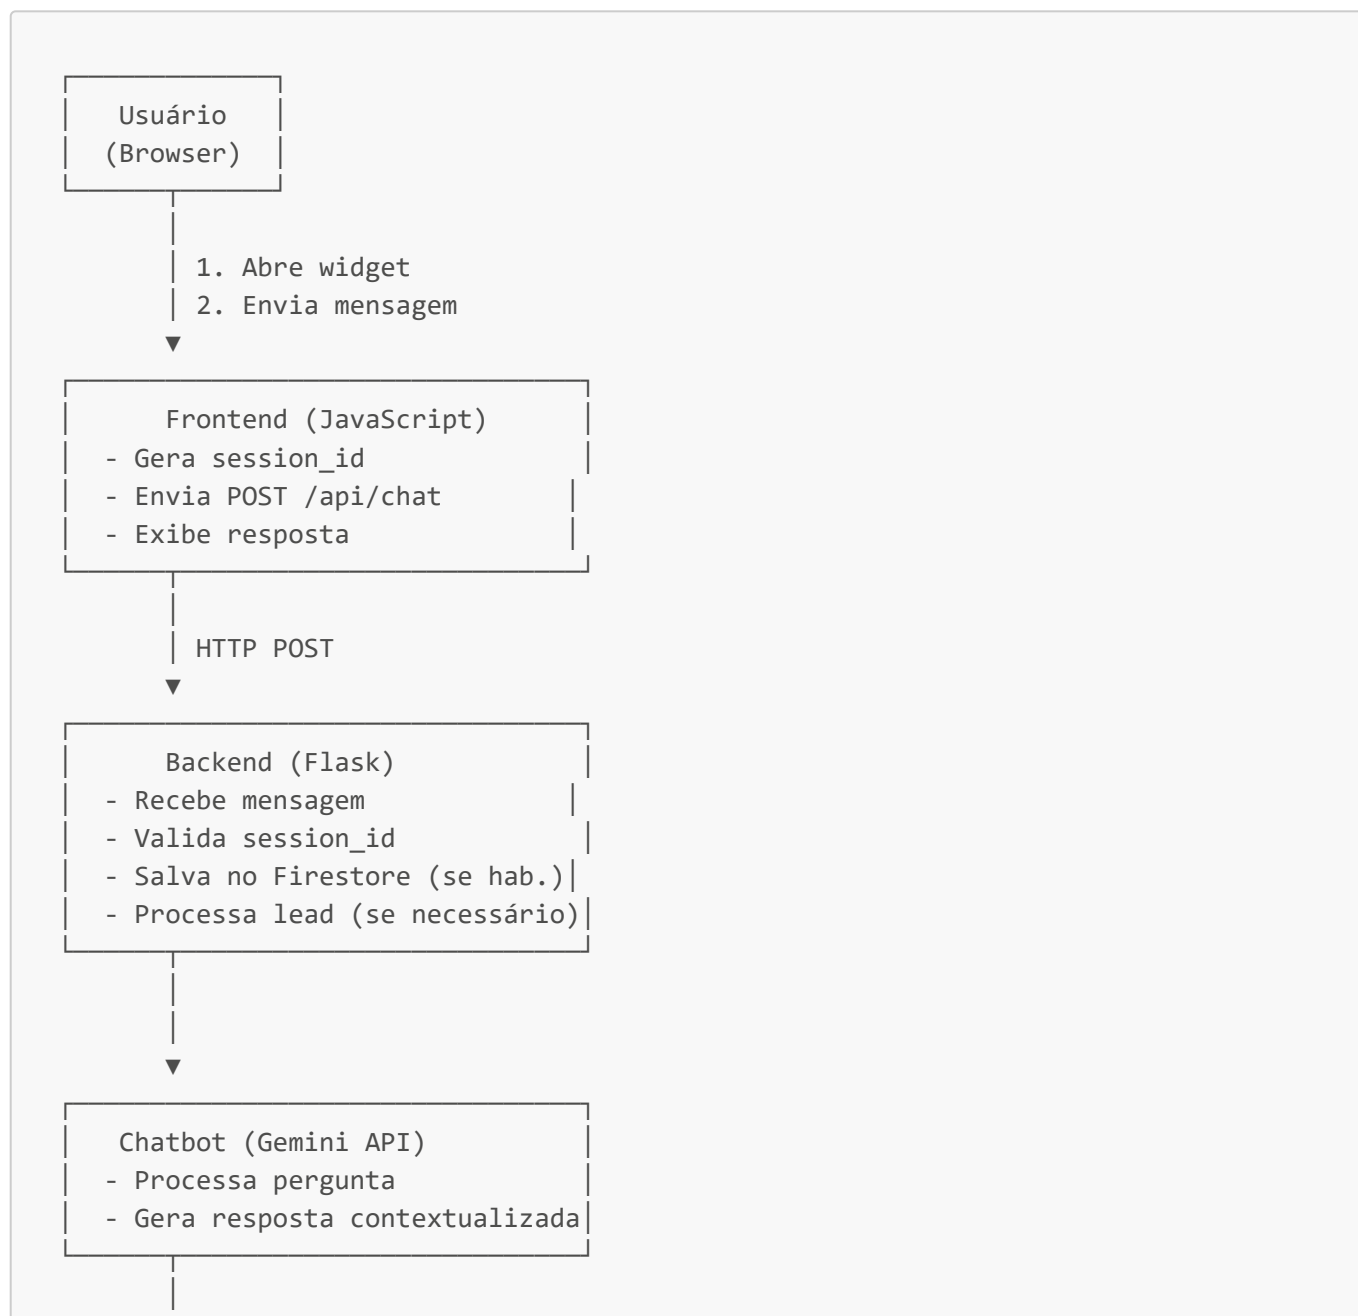 Usuário
(Browser)
1. Abre widget
2. Envia mensagem
Frontend (JavaScript)
- Gera session_id
- Envia POST /api/chat
- Exibe resposta
HTTP POST
Backend (Flask)
- Recebe mensagem
- Valida session_id
- Salva no Firestore (se hab.)
- Processa lead (se necessário)
Chatbot (Gemini API)
- Processa pergunta
- Gera resposta contextualizada